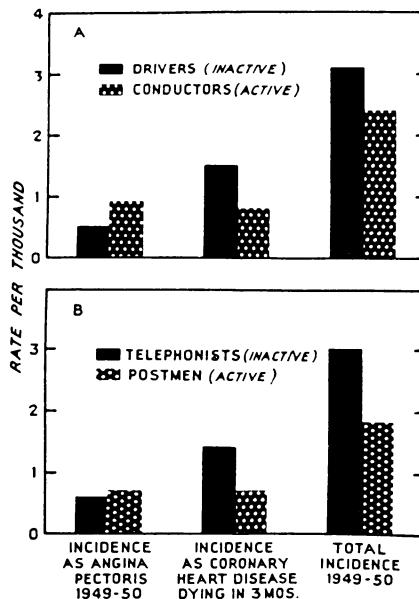 A
4
3
2
1
0
DRIVERS (INACTIVE)
CONDUCTORS (ACTIVE)
RATE PER THOUSAND
B
3
2
1
0
TELEPHONISTS (INACTIVE)
POSTMEN (ACTIVE)
INCIDENCE
AS ANGINA
PECTORIS
1949-50
INCIDENCE
AS CORONARY
HEART DISEASE
DYING IN 3 MOS.
TOTAL
INCIDENCE
1949-50